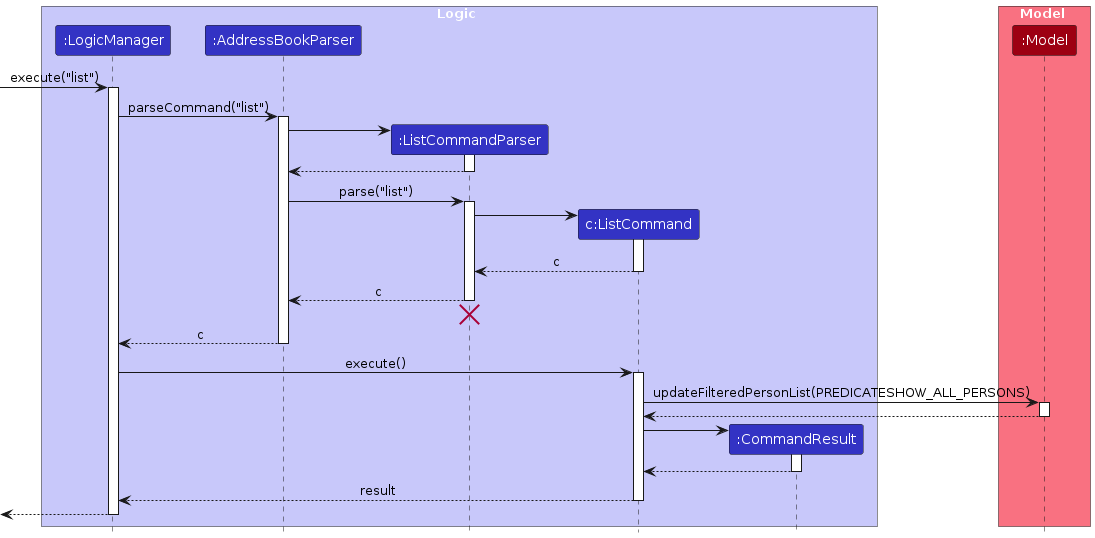 Logic
Model
:LogicManager
:AddressBookParser
:Model
execute("list")
parseCommand("list")
:ListCommandParser
parse("list")
c:ListCommand
c
c
c
execute()
updateFilteredPersonList(PREDICATESHOW_ALL_PERSONS)
:CommandResult
result